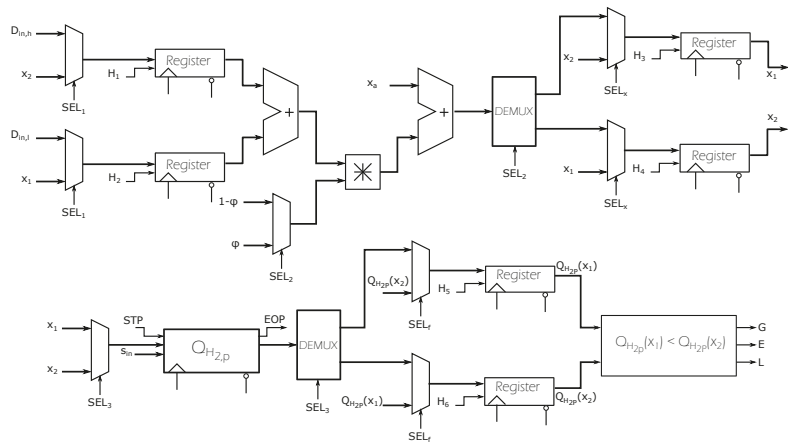 D_in,h
x_2
SEL_1
H_1
Register
D_in,l
x_1
SEL_1
H_2
Register
+
1-φ
φ
SEL_2
x_a
+
DEMUX
SEL_2
x_2
SEL_x
H_3
Register
x_1
x_1
SEL_x
H_4
Register
x_2
x_1
x_2
SEL_3
STP
s_in
Q_H2,p
EOP
DEMUX
SEL_3
Q_H2P(x_2)
SEL_f
H_5
Register
Q_H2P(x_1)
Q_H2P(x_1)
SEL_f
H_6
Register
Q_H2P(x_2)
Q_H2p(x_1) < Q_H2P(x_2)
G
E
L